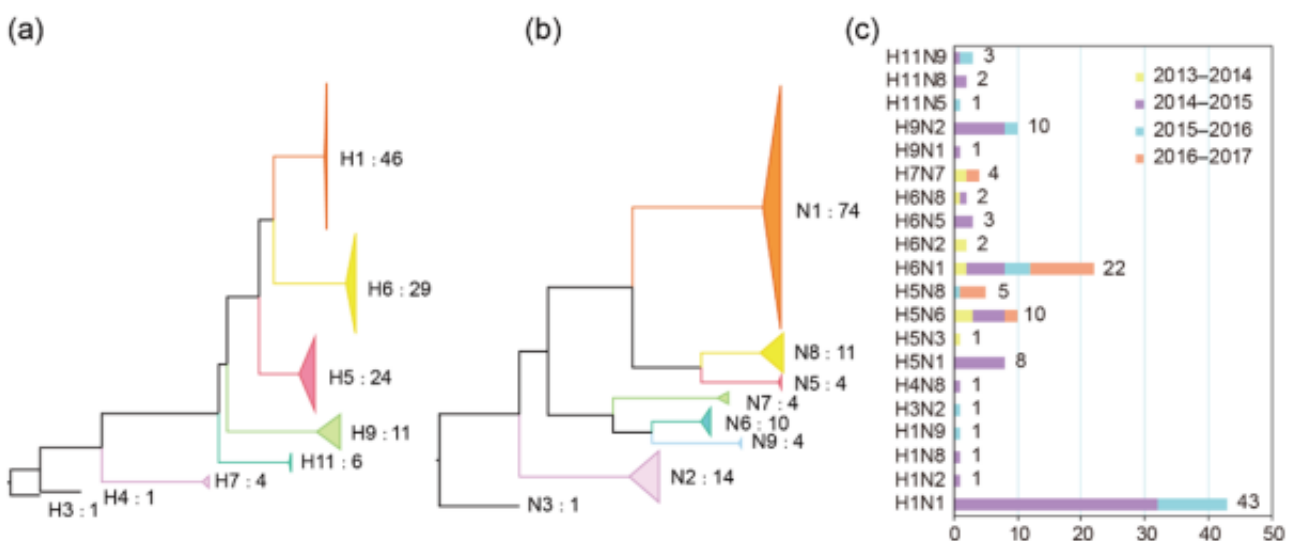 (a)
H1 : 46
H6 : 29
H5 : 24
H9 : 11
H11 : 6
H7 : 4
H4 : 1
H3 : 1
(b)
N1 : 74
N8 : 11
N5 : 4
N7 : 4
N6 : 10
N9 : 4
N2 : 14
N3 : 1
(c)
H11N9 3
H11N8 2
H11N5 1
H9N2 10
H9N1 1
H7N7 4
H6N8 2
H6N5 3
H6N2 2
H6N1 22
H5N8 5
H5N6 10
H5N3 1
H5N1 8
H4N8 1
H3N2 1
H1N9 1
H1N8 1
H1N2 1
H1N1 43
0 10 20 30 40 50
2013–2014
2014–2015
2015–2016
2016–2017